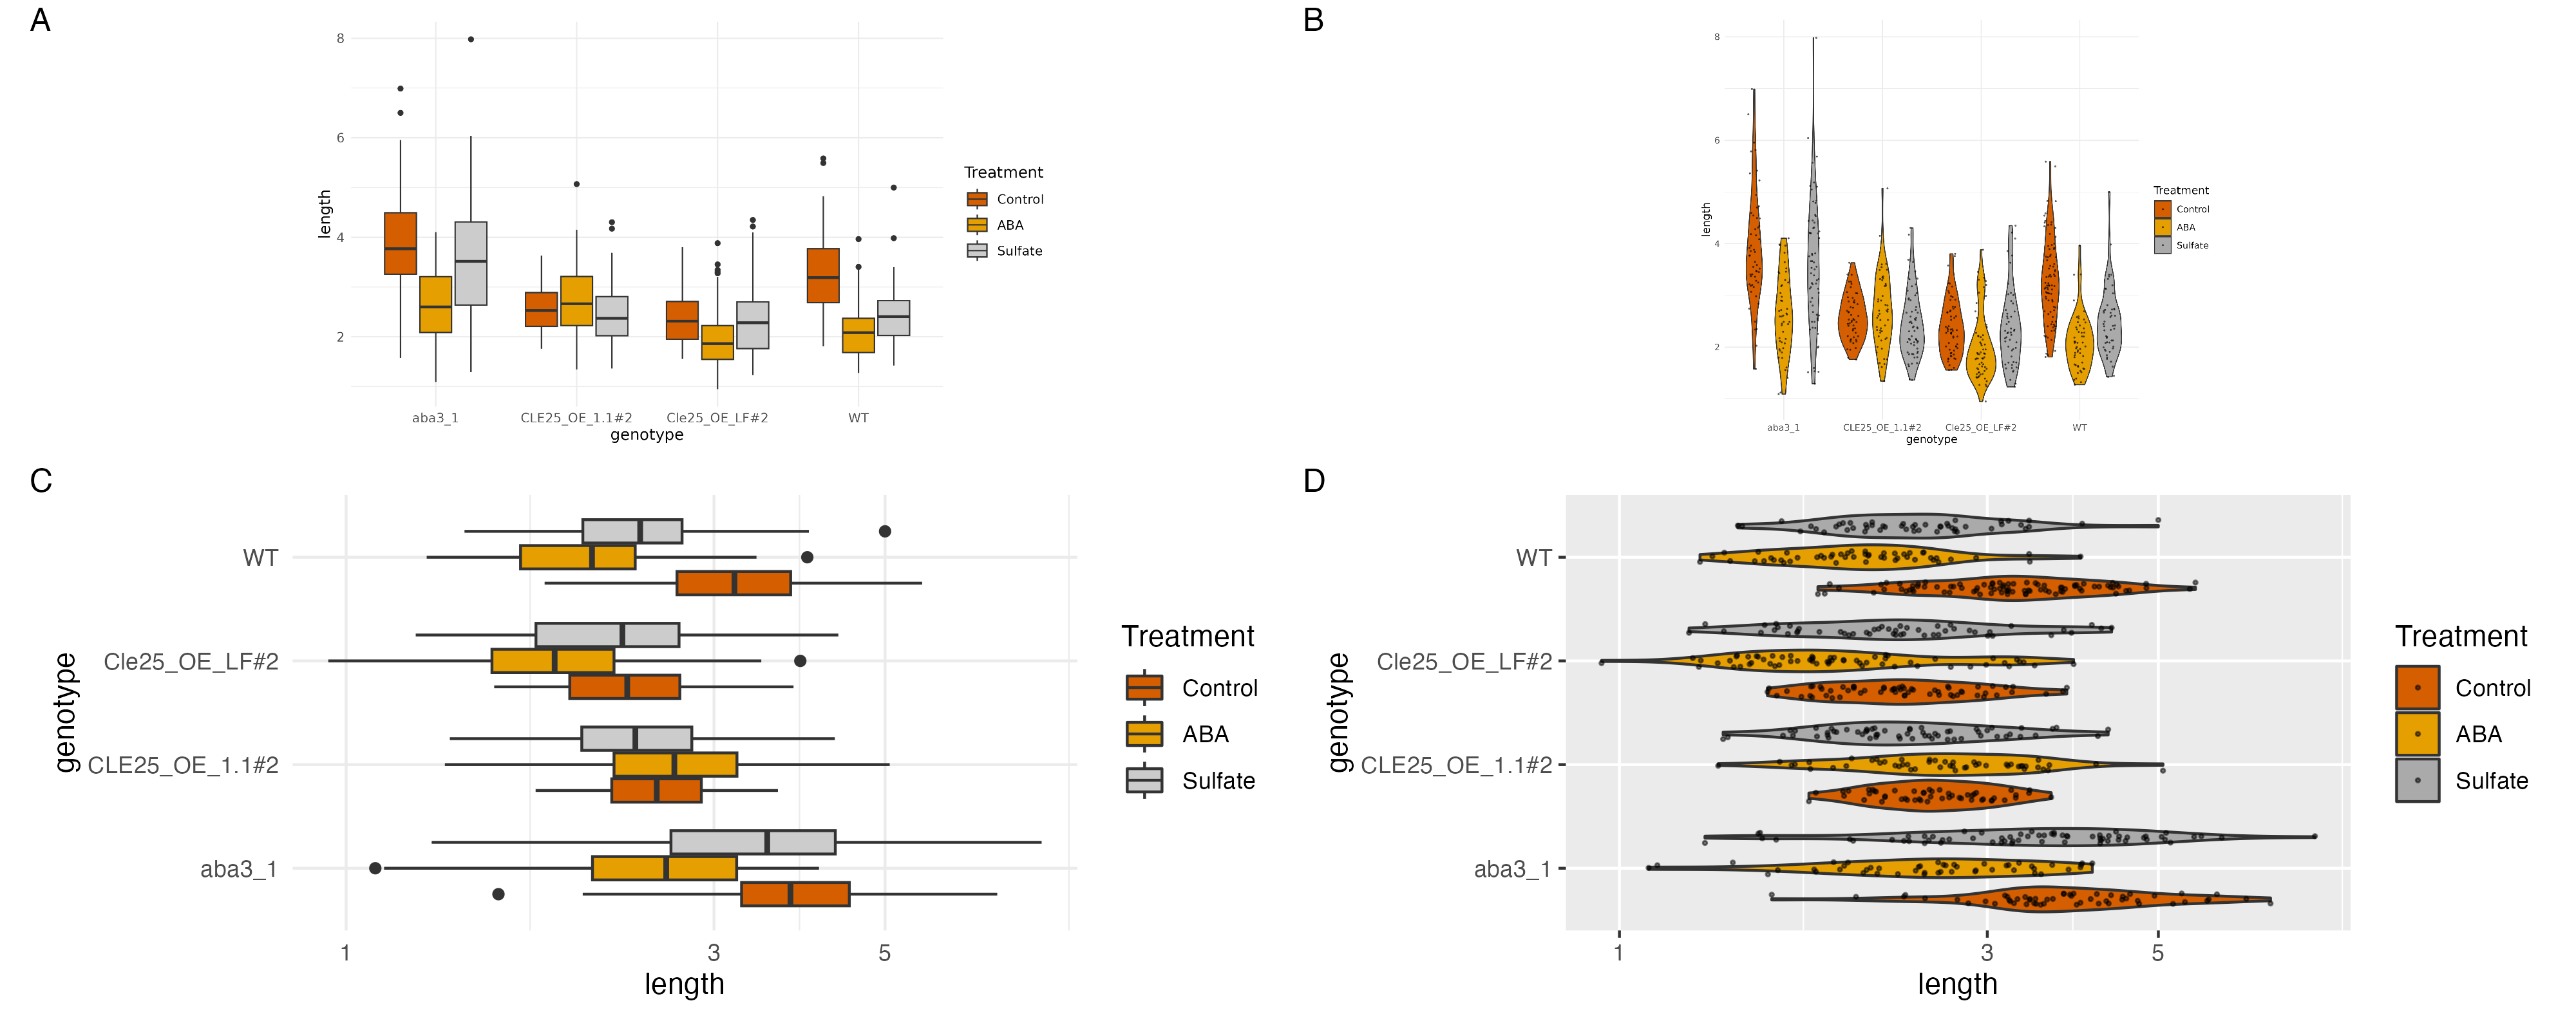 A
8
6
4
2
length
aba3_1
CLE25_OE_1.1#2
Cle25_OE_LF#2
WT
genotype
Treatment
Control
ABA
Sulfate
B
8
6
4
2
length
aba3_1
CLE25_OE_1.1#2
Cle25_OE_LF#2
WT
genotype
Treatment
Control
ABA
Sulfate
C
genotype
WT
Cle25_OE_LF#2
CLE25_OE_1.1#2
aba3_1
1
3
5
length
Treatment
Control
ABA
Sulfate
D
genotype
WT
Cle25_OE_LF#2
CLE25_OE_1.1#2
aba3_1
1
3
5
length
Treatment
Control
ABA
Sulfate